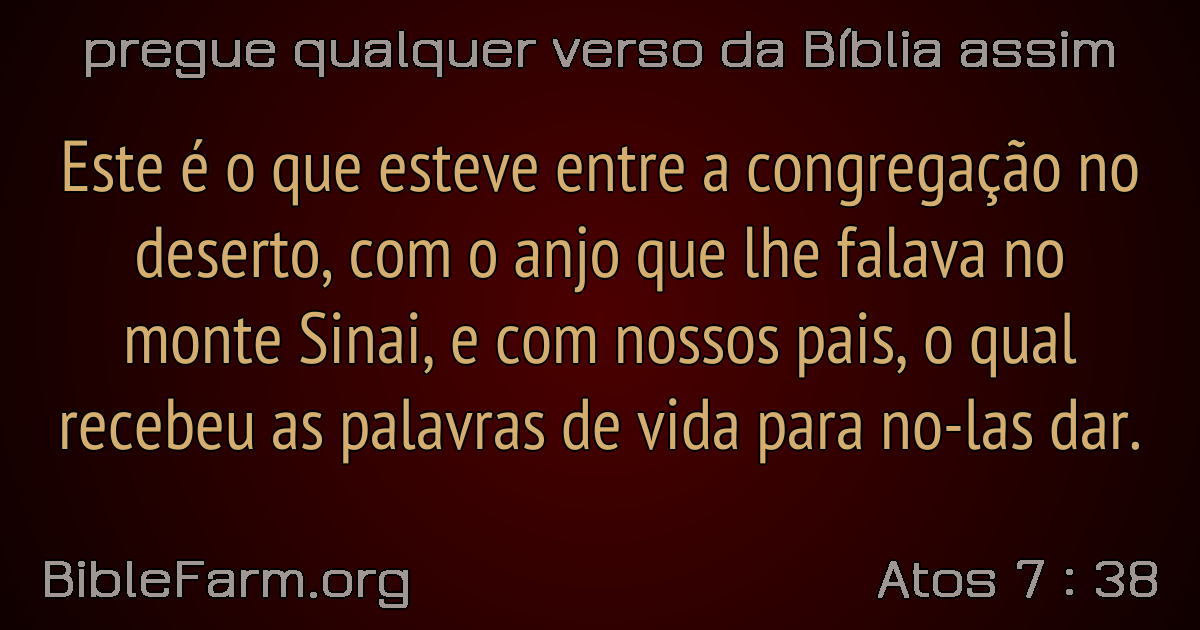 pregue qualquer verso da Bíblia assim
Este é o que esteve entre a congregação no
deserto, com o anjo que lhe falava no
monte Sinai, e com nossos pais, o qual
recebeu as palavras de vida para no-las dar.
BibleFarm.org
Atos 7 : 38